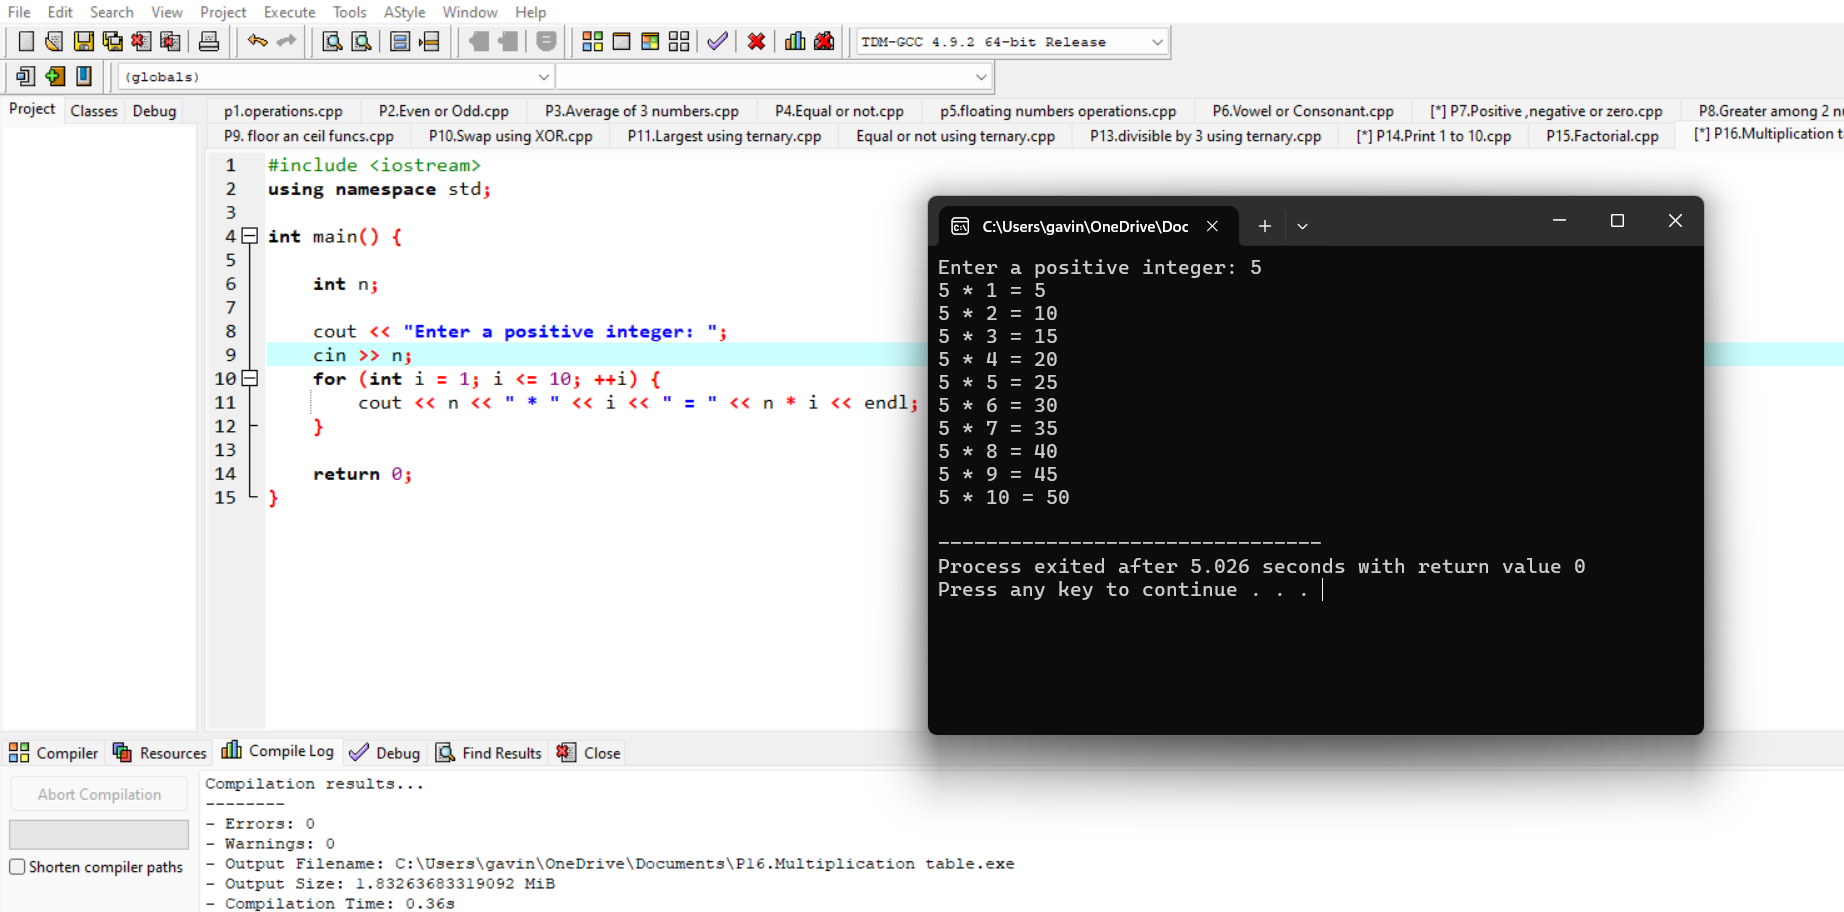 File Edit Search View Project Execute Tools AStyle Window Help
TDM-GCC 4.9.2 64-bit Release
(globals)
Project Classes Debug
p1.operations.cpp P2.Even or Odd.cpp P3.Average of 3 numbers.cpp P4.Equal or not.cpp p5.floating numbers operations.cpp P6.Vowel or Consonant.cpp [*] P7.Positive ,negative or zero.cpp P8.Greater among 2 nu
P9. floor an ceil funcs.cpp P10.Swap using XOR.cpp P11.Largest using ternary.cpp Equal or not using ternary.cpp P13.divisible by 3 using ternary.cpp [*] P14.Print 1 to 10.cpp P15.Factorial.cpp [*] P16.Multiplication t
1 #include <iostream>
2 using namespace std;
3
4 int main() {
5
6 int n;
7
8 cout << "Enter a positive integer: ";
9 cin >> n;
10 for (int i = 1; i <= 10; ++i) {
11 cout << n << " * " << i << " = " << n * i << endl;
12 }
13
14 return 0;
15 }
C:\Users\gavin\OneDrive\Doc
Enter a positive integer: 5
5 * 1 = 5
5 * 2 = 10
5 * 3 = 15
5 * 4 = 20
5 * 5 = 25
5 * 6 = 30
5 * 7 = 35
5 * 8 = 40
5 * 9 = 45
5 * 10 = 50
--------------------------------
Process exited after 5.026 seconds with return value 0
Press any key to continue . . .
Compiler Resources Compile Log Debug Find Results Close
Abort Compilation
Shorten compiler paths
Compilation results...
--------
- Errors: 0
- Warnings: 0
- Output Filename: C:\Users\gavin\OneDrive\Documents\P16.Multiplication table.exe
- Output Size: 1.83263683319092 MiB
- Compilation Time: 0.36s